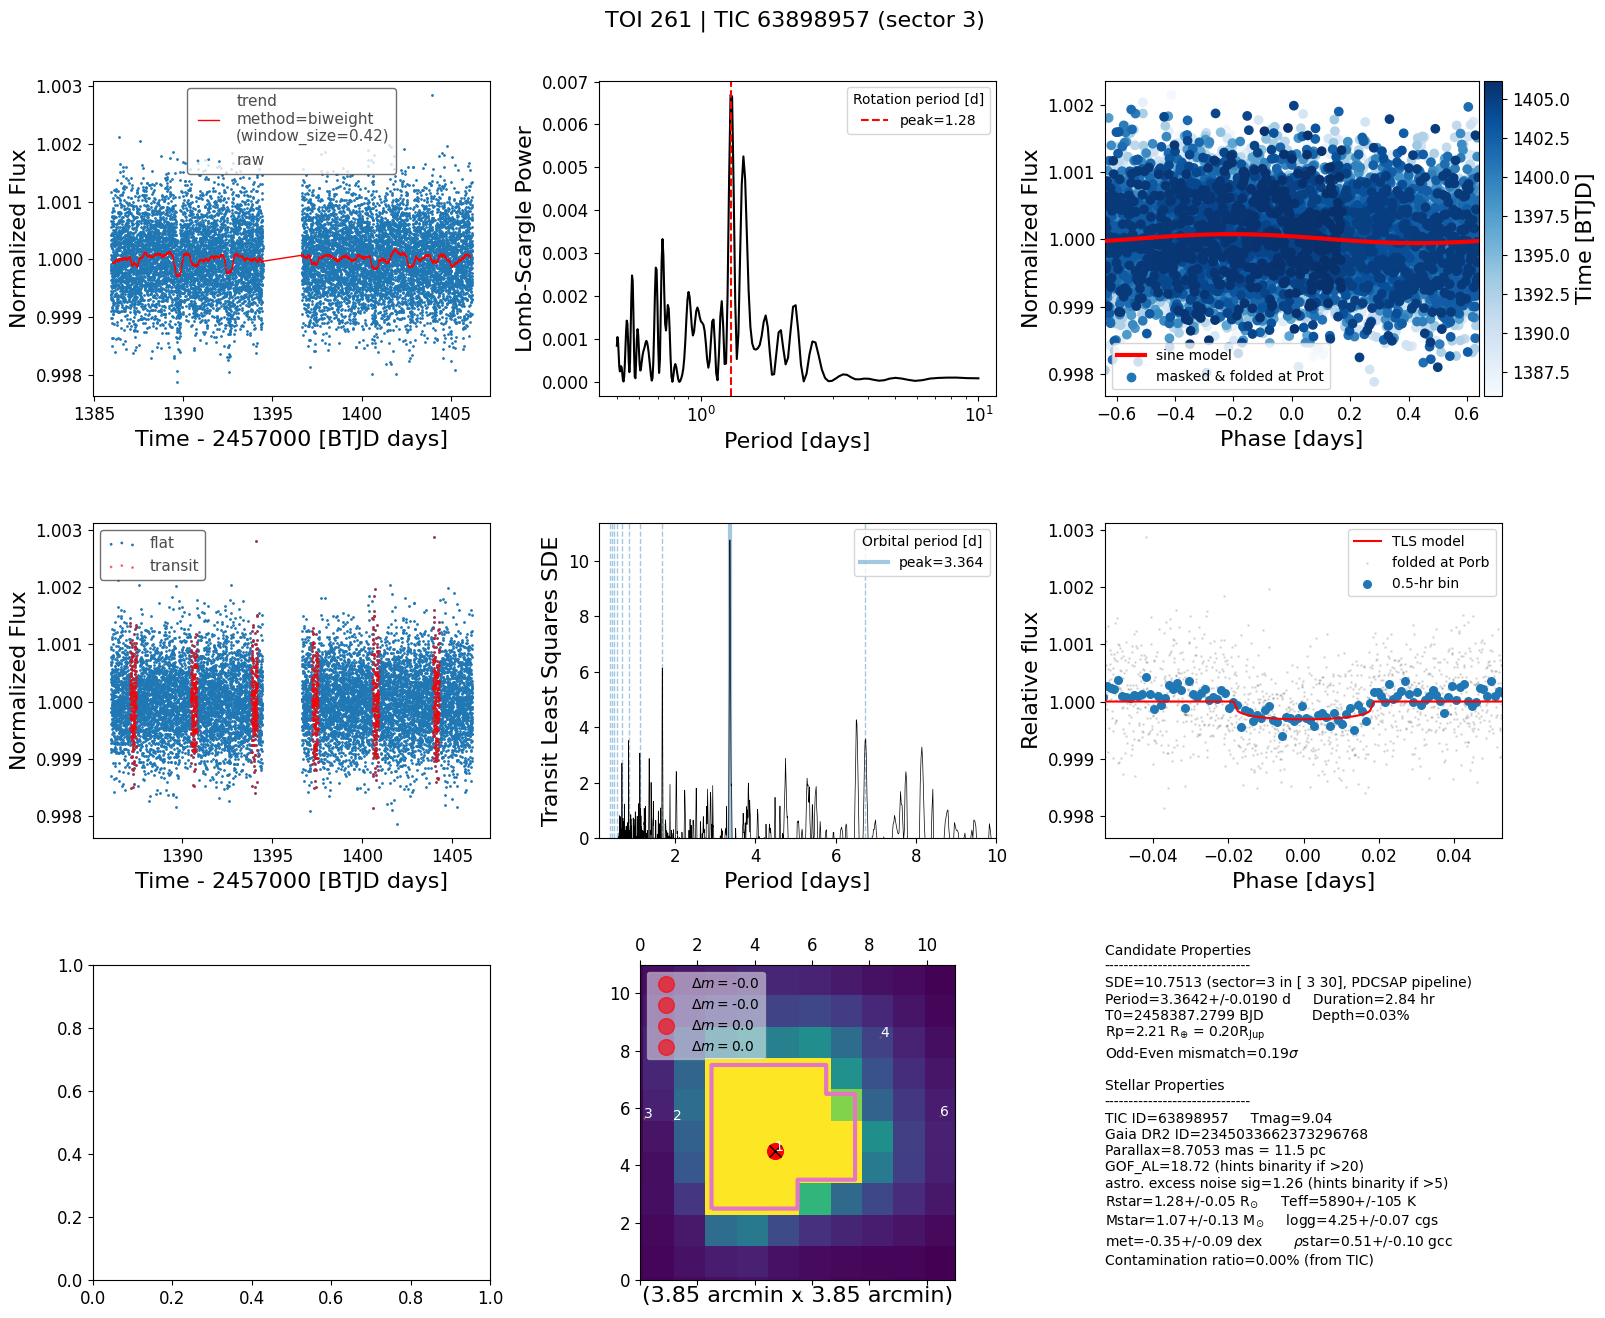 TOI 261 | TIC 63898957 (sector 3)
Normalized Flux
1.003
1.002
1.001
1.000
0.999
0.998
trend
method=biweight
(window_size=0.42)
raw
1385 1390 1395 1400 1405
Time - 2457000 [BTJD days]
Lomb-Scargle Power
0.007
0.006
0.005
0.004
0.003
0.002
0.001
0.000
Rotation period [d]
peak=1.28
10⁰ 10¹
Period [days]
Normalized Flux
1.002
1.001
1.000
0.999
0.998
sine model
masked & folded at Prot
−0.6 −0.4 −0.2 0.0 0.2 0.4 0.6
Phase [days]
1405.0
1402.5
1400.0
1397.5
1395.0
1392.5
1390.0
1387.5
Time [BTJD]
Normalized Flux
1.003
1.002
1.001
1.000
0.999
0.998
flat
transit
1390 1395 1400 1405
Time - 2457000 [BTJD days]
Transit Least Squares SDE
10
8
6
4
2
0
Orbital period [d]
peak=3.364
2 4 6 8 10
Period [days]
Relative flux
1.003
1.002
1.001
1.000
0.999
0.998
TLS model
folded at Porb
0.5-hr bin
−0.04 −0.02 0.00 0.02 0.04
Phase [days]
1.0
0.8
0.6
0.4
0.2
0.0
0.0 0.2 0.4 0.6 0.8 1.0
0 2 4 6 8 10
10
8
6
4
2
0
Δm = -0.0
Δm = -0.0
Δm = 0.0
Δm = 0.0
4
3 2 6
1
(3.85 arcmin x 3.85 arcmin)
Candidate Properties
------------------------------
SDE=10.7513 (sector=3 in [ 3 30], PDCSAP pipeline)
Period=3.3642+/-0.0190 d Duration=2.84 hr
T0=2458387.2799 BJD Depth=0.03%
Rp=2.21 R⊕ = 0.20RJup
Odd-Even mismatch=0.19σ
Stellar Properties
------------------------------
TIC ID=63898957 Tmag=9.04
Gaia DR2 ID=2345033662373296768
Parallax=8.7053 mas = 11.5 pc
GOF_AL=18.72 (hints binarity if >20)
astro. excess noise sig=1.26 (hints binarity if >5)
Rstar=1.28+/-0.05 R⊙ Teff=5890+/-105 K
Mstar=1.07+/-0.13 M⊙ logg=4.25+/-0.07 cgs
met=-0.35+/-0.09 dex ρstar=0.51+/-0.10 gcc
Contamination ratio=0.00% (from TIC)